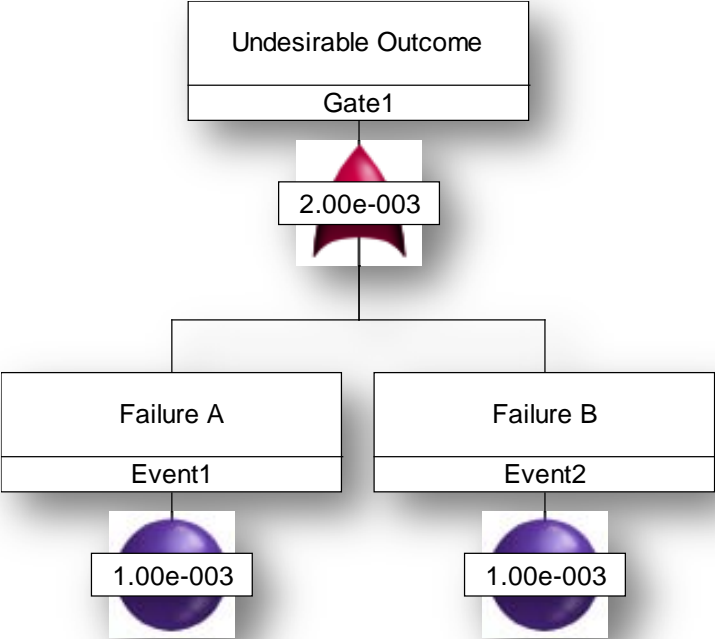 Undesirable Outcome
Gate1
2.00e-003
Failure A
Failure B
Event1
Event2
1.00e-003
1.00e-003